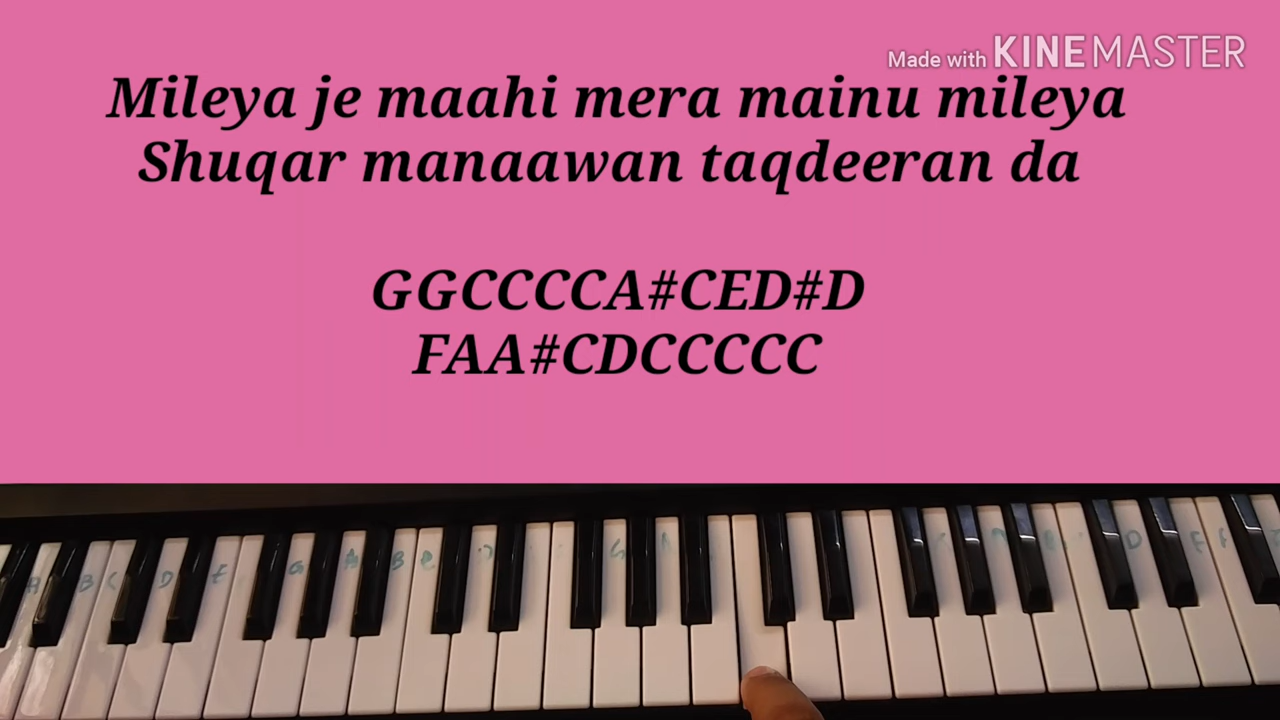 Made with KINEMASTER
Mileya je maahi mera mainu mileya
Shuqar manaawan taqdeeran da
GGCCCCA#CED#D
FAA#CDCCCCC
A B C D E G A B C D G A D E F